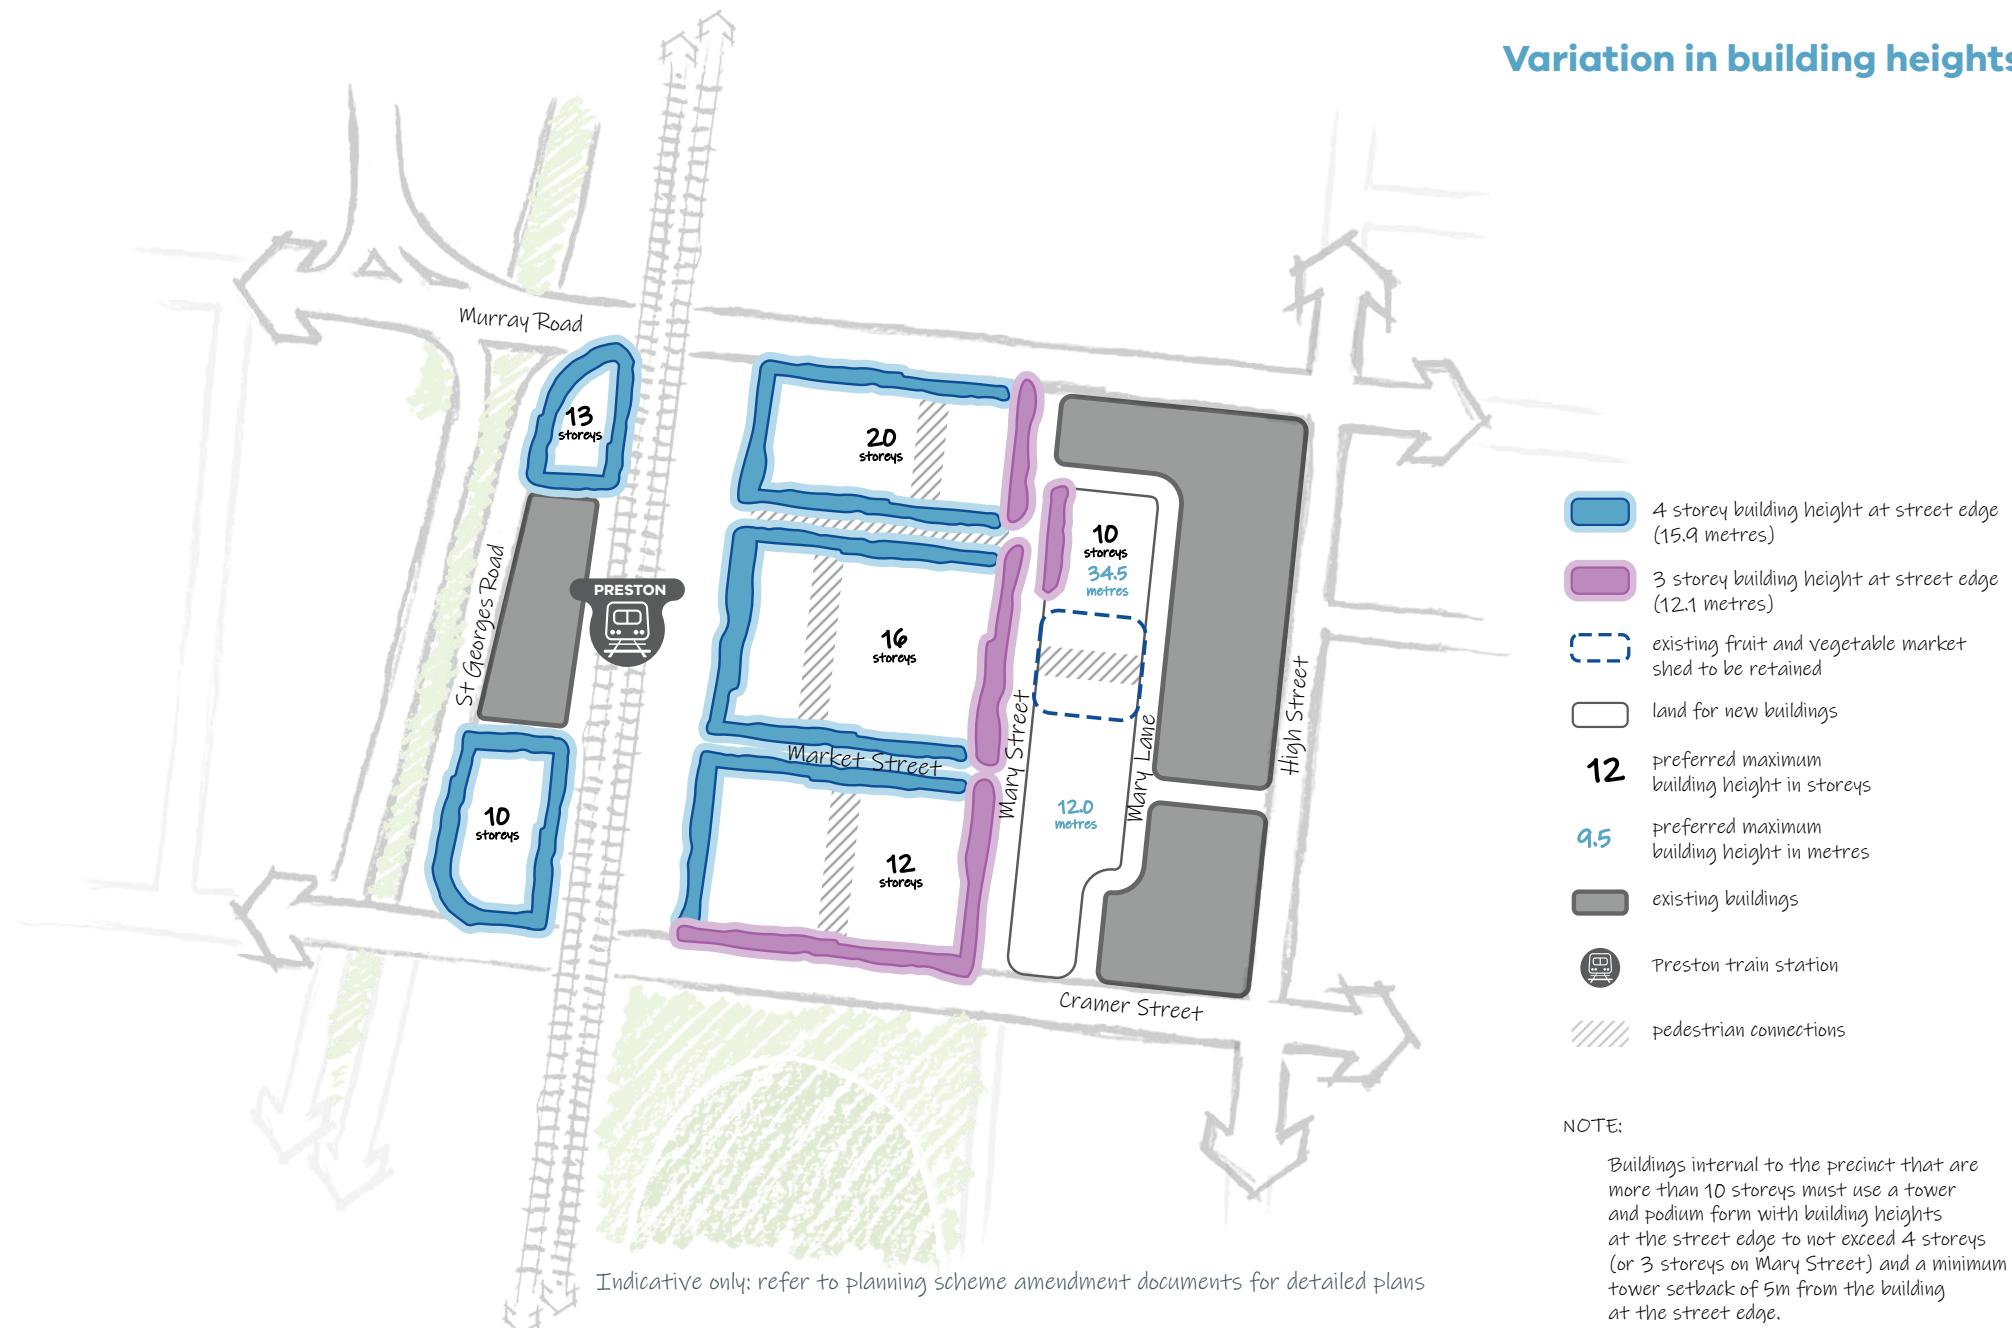 Variation in building heights
Murray Road
13
storeys
20
storeys
10
storeys
34.5
metres
PRESTON
St Georges Road
16
storeys
Mary Street
Mary Lane
High Street
Market Street
10
storeys
12.0
metres
12
storeys
Cramer Street
4 storey building height at street edge
(15.9 metres)
3 storey building height at street edge
(12.1 metres)
existing fruit and vegetable market
shed to be retained
land for new buildings
12
preferred maximum
building height in storeys
9.5
preferred maximum
building height in metres
existing buildings
Preston train station
pedestrian connections
NOTE:
Buildings internal to the precinct that are
more than 10 storeys must use a tower
and podium form with building heights
at the street edge to not exceed 4 storeys
(or 3 storeys on Mary Street) and a minimum
tower setback of 5m from the building
at the street edge.
Indicative only: refer to planning scheme amendment documents for detailed plans